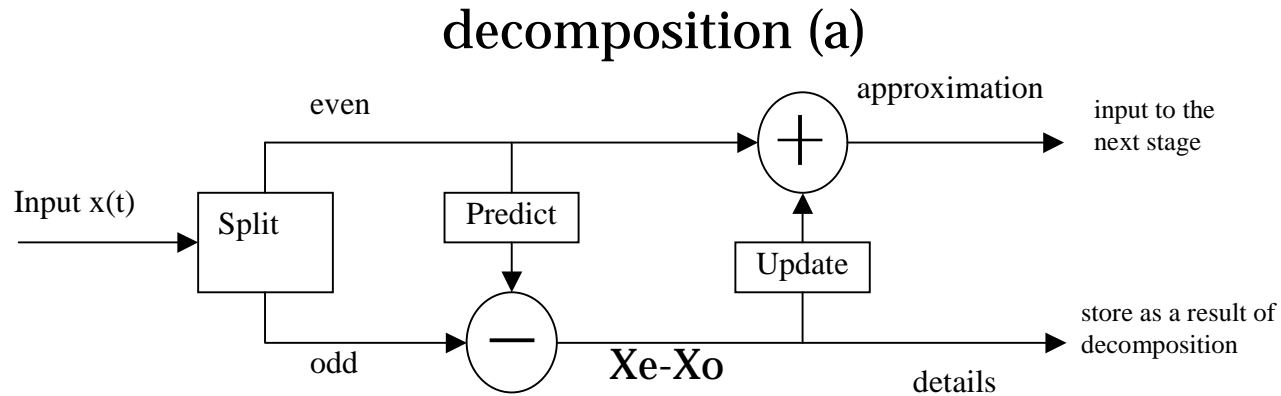 decomposition (a)
even
approximation
input to the
next stage
Input x(t)
Split
Predict
+
Update
−
odd
Xe-Xo
details
store as a result of
decomposition